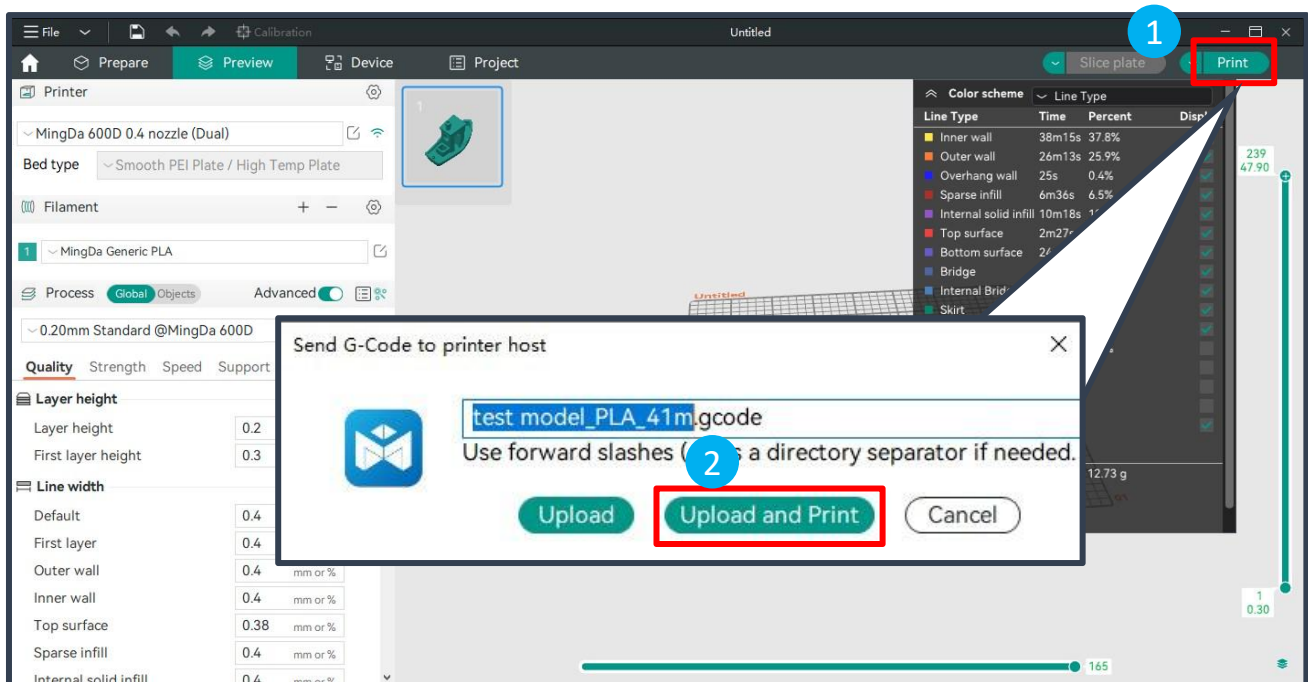 File
Calibration
Untitled
1
Prepare
Preview
Device
Project
Slice plate
Print
Printer
MingDa 600D 0.4 nozzle (Dual)
Bed type
Smooth PEI Plate / High Temp Plate
Filament
1
MingDa Generic PLA
Process
Global
Objects
Advanced
0.20mm Standard @MingDa 600D
Quality Strength Speed Support
Layer height
Layer height 0.2
First layer height 0.3
Line width
Default 0.4
First layer 0.4
Outer wall 0.4 mm or %
Inner wall 0.4 mm or %
Top surface 0.38 mm or %
Sparse infill 0.4 mm or %
Internal solid infill 0.4 mm or %
1
Untitled
Color scheme Line Type
Line Type Time Percent
Inner wall 38m15s 37.8%
Outer wall 26m13s 25.9%
Overhang wall 25s 0.4%
Sparse infill 6m36s 6.5%
Internal solid infill 10m18s
Top surface 2m27s
Bottom surface
Bridge
Internal
Skirt
12.73 g
239
47.90
1
0.30
165
Send G-Code to printer host
test model_PLA_41m.gcode
Use forward slashes ( a directory separator if needed.
2
Upload
Upload and Print
Cancel